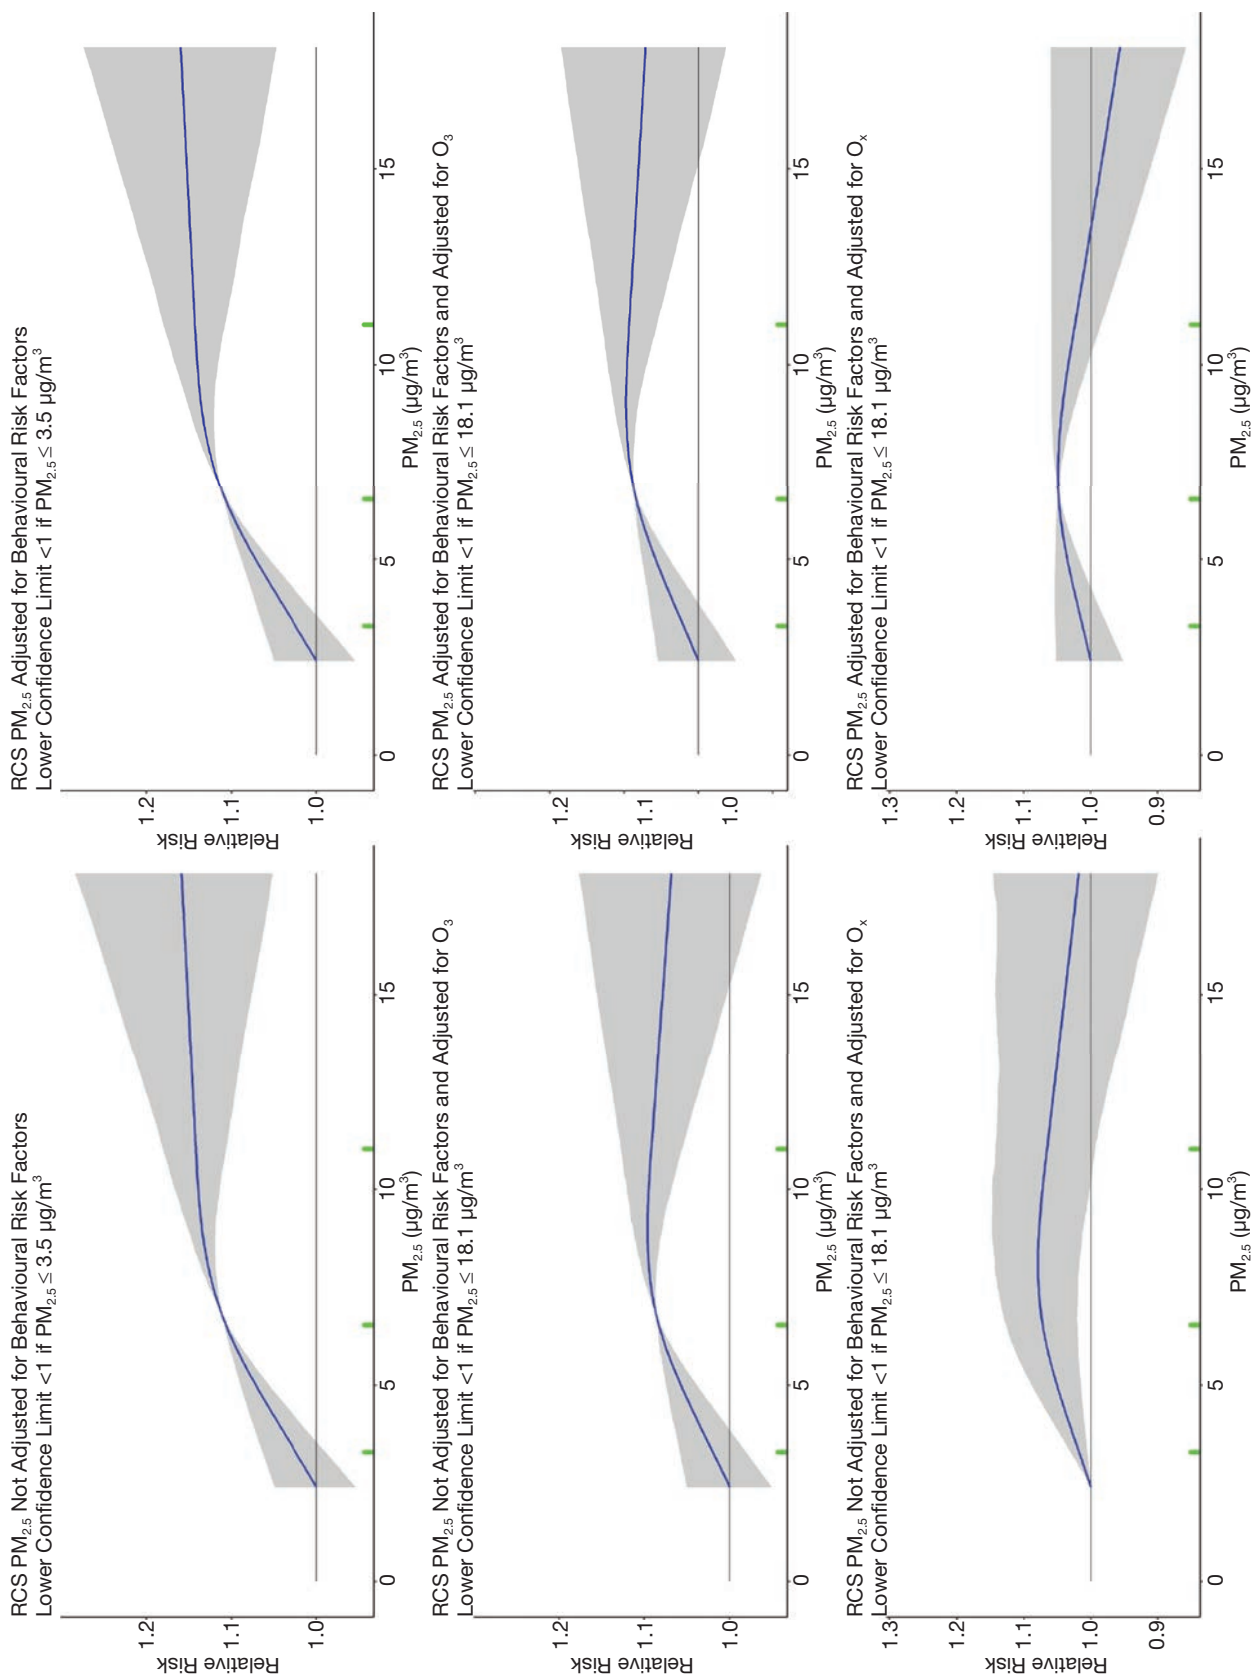 RCS PM2.5 Not Adjusted for Behavioural Risk Factors
Lower Confidence Limit <1 if PM2.5 ≤ 3.5 µg/m3
Relative Risk
1.2
1.1
1.0
0 5 10 15
PM2.5 (µg/m3)
RCS PM2.5 Adjusted for Behavioural Risk Factors
Lower Confidence Limit <1 if PM2.5 ≤ 3.5 µg/m3
Relative Risk
1.2
1.1
1.0
0 5 10 15
PM2.5 (µg/m3)
RCS PM2.5 Not Adjusted for Behavioural Risk Factors and Adjusted for O3
Lower Confidence Limit <1 if PM2.5 ≤ 18.1 µg/m3
Relative Risk
1.2
1.1
1.0
0 5 10 15
PM2.5 (µg/m3)
RCS PM2.5 Adjusted for Behavioural Risk Factors and Adjusted for O3
Lower Confidence Limit <1 if PM2.5 ≤ 18.1 µg/m3
Relative Risk
1.2
1.1
1.0
0 5 10 15
PM2.5 (µg/m3)
RCS PM2.5 Not Adjusted for Behavioural Risk Factors and Adjusted for Ox
Lower Confidence Limit <1 if PM2.5 ≤ 18.1 µg/m3
Relative Risk
1.3
1.2
1.1
1.0
0.9
0 5 10 15
PM2.5 (µg/m3)
RCS PM2.5 Adjusted for Behavioural Risk Factors and Adjusted for Ox
Lower Confidence Limit <1 if PM2.5 ≤ 18.1 µg/m3
Relative Risk
1.3
1.2
1.1
1.0
0.9
0 5 10 15
PM2.5 (µg/m3)